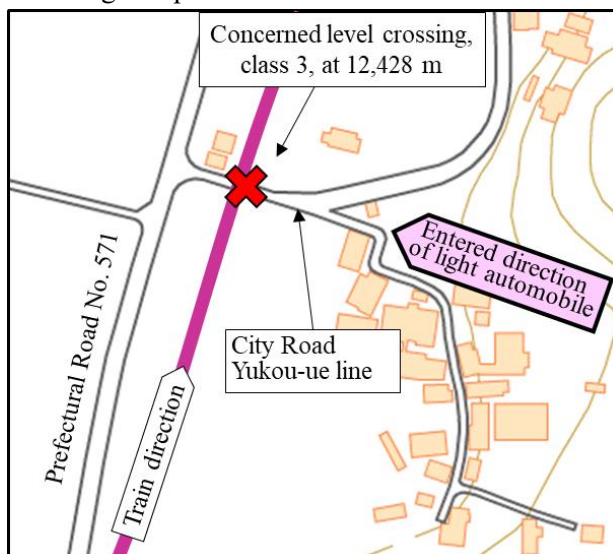 Concerned level crossing,
class 3, at 12,428 m
Entered direction
of light automobile
City Road
Yukou-ue line
Prefectural Road No. 571
Train direction